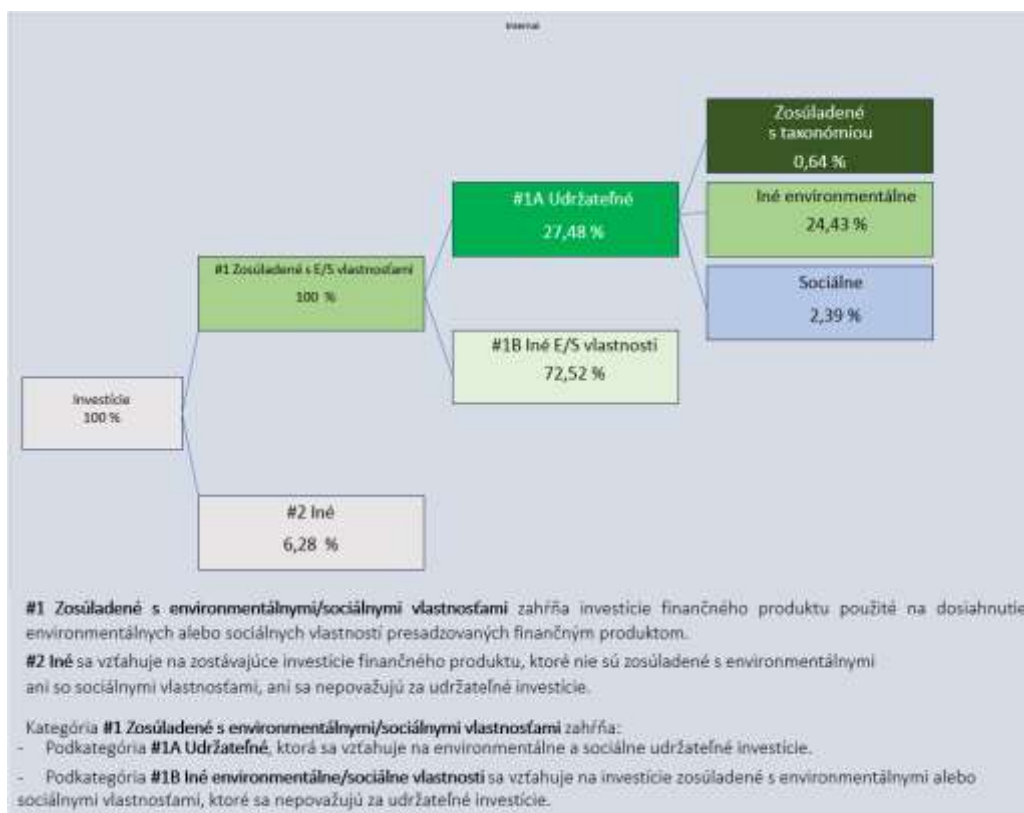 Internal
Zosúladené
s taxonómiou
0,64 %
#1A Udržateľné
27,48 %
Iné environmentálne
24,43 %
#1 Zosúladené s E/S vlastnosťami
100 %
Sociálne
2,39 %
#1B Iné E/S vlastnosti
72,52 %
Investície
100 %
#2 Iné
6,28 %
#1 Zosúladené s environmentálnymi/sociálnymi vlastnosťami zahŕňa investície finančného produktu použité na dosiahnutie
environmentálnych alebo sociálnych vlastností presadzovaných finančným produktom.
#2 Iné sa vzťahuje na zostávajúce investície finančného produktu, ktoré nie sú zosúladené s environmentálnymi
ani so sociálnymi vlastnosťami, ani sa nepovažujú za udržateľné investície.
Kategória #1 Zosúladené s environmentálnymi/sociálnymi vlastnosťami zahŕňa:
- Podkategória #1A Udržateľné, ktorá sa vzťahuje na environmentálne a sociálne udržateľné investície.
- Podkategória #1B Iné environmentálne/sociálne vlastnosti sa vzťahuje na investície zosúladené s environmentálnymi alebo
sociálnymi vlastnosťami, ktoré sa nepovažujú za udržateľné investície.